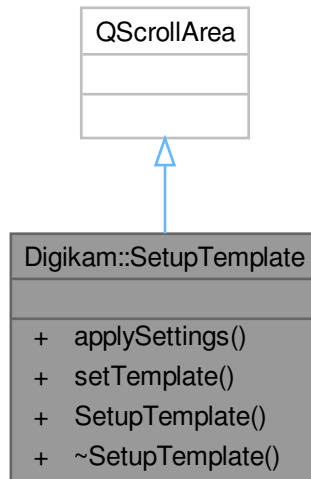 QScrollArea
Digikam::SetupTemplate
+ applySettings()
+ setTemplate()
+ SetupTemplate()
+ ~SetupTemplate()